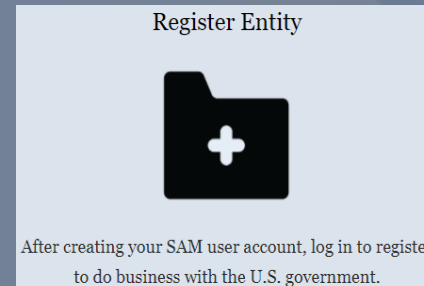 Register Entity
After creating your SAM user account, log in to registe
to do business with the U.S. government.